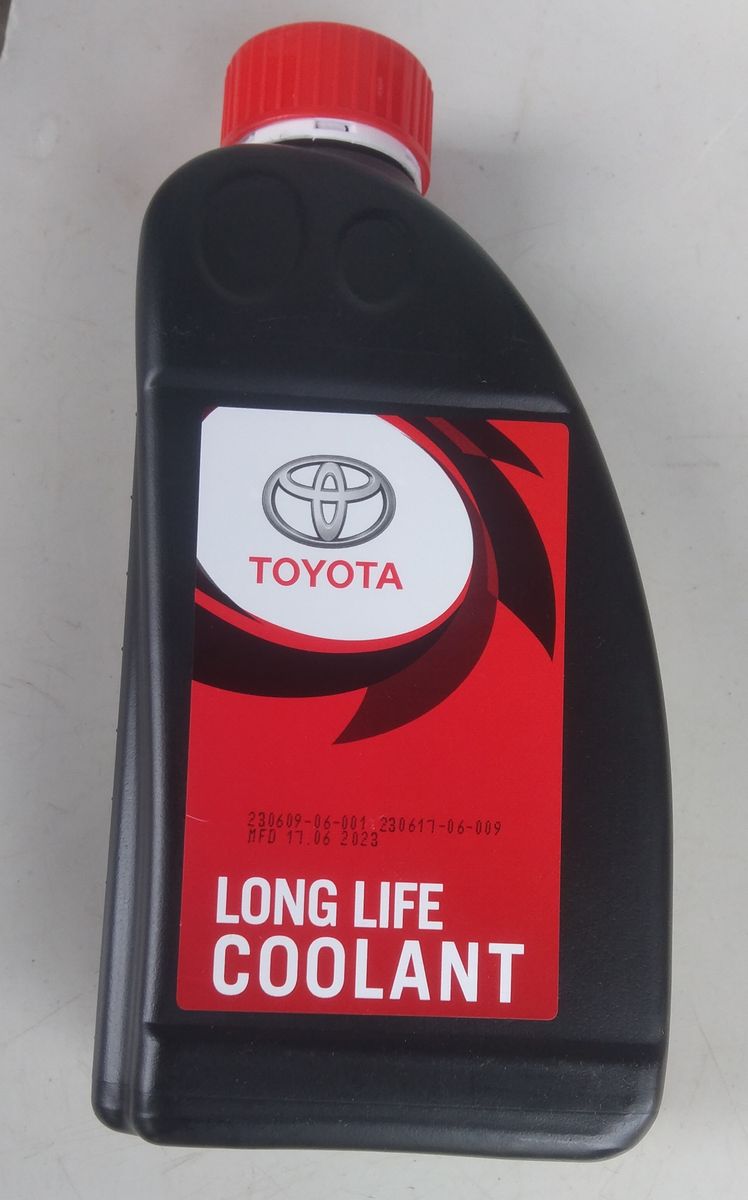 TOYOTA
230609-06-001 230617-06-009
MFD 17.06 2023
LONG LIFE
COOLANT